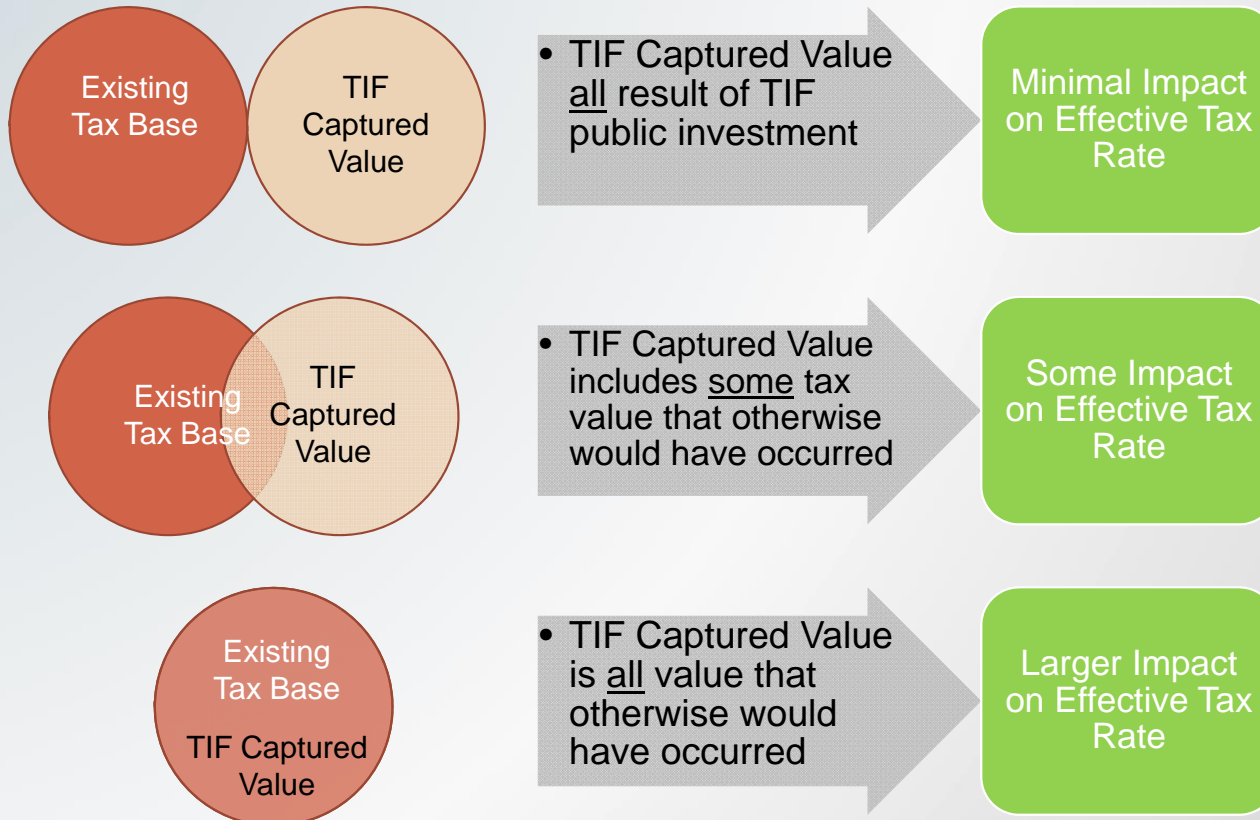 Existing
Tax Base
TIF
Captured
Value
• TIF Captured Value
all result of TIF
public investment
Minimal Impact
on Effective Tax
Rate
Existing
Tax Base
TIF
Captured
Value
• TIF Captured Value
includes some tax
value that otherwise
would have occurred
Some Impact
on Effective Tax
Rate
Existing
Tax Base
TIF Captured
Value
• TIF Captured Value
is all value that
otherwise would
have occurred
Larger Impact
on Effective Tax
Rate